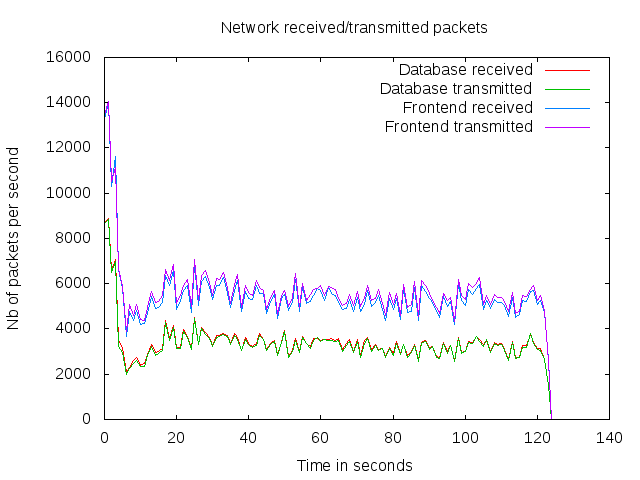 Network received/transmitted packets
Nb of packets per second
16000
14000
12000
10000
8000
6000
4000
2000
0
Database received
Database transmitted
Frontend received
Frontend transmitted
0 20 40 60 80 100 120 140
Time in seconds